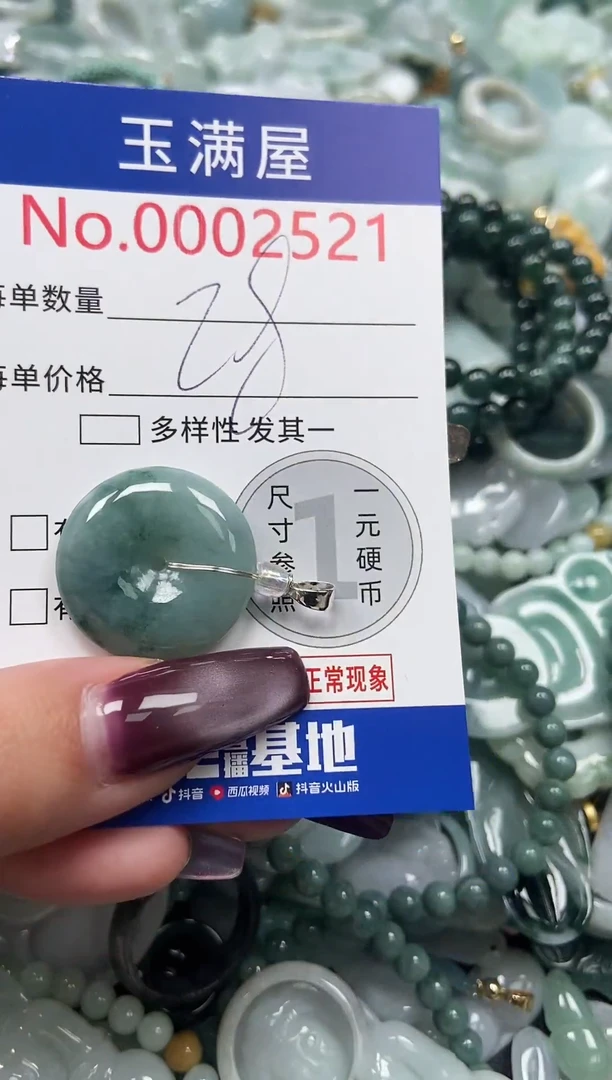 玉满屋
No.0002521
每单数量
28
每单价格
多样性发其一
尺寸参照
1
一元硬币
正常现象
播基地
抖音 西瓜视频 抖音火山版